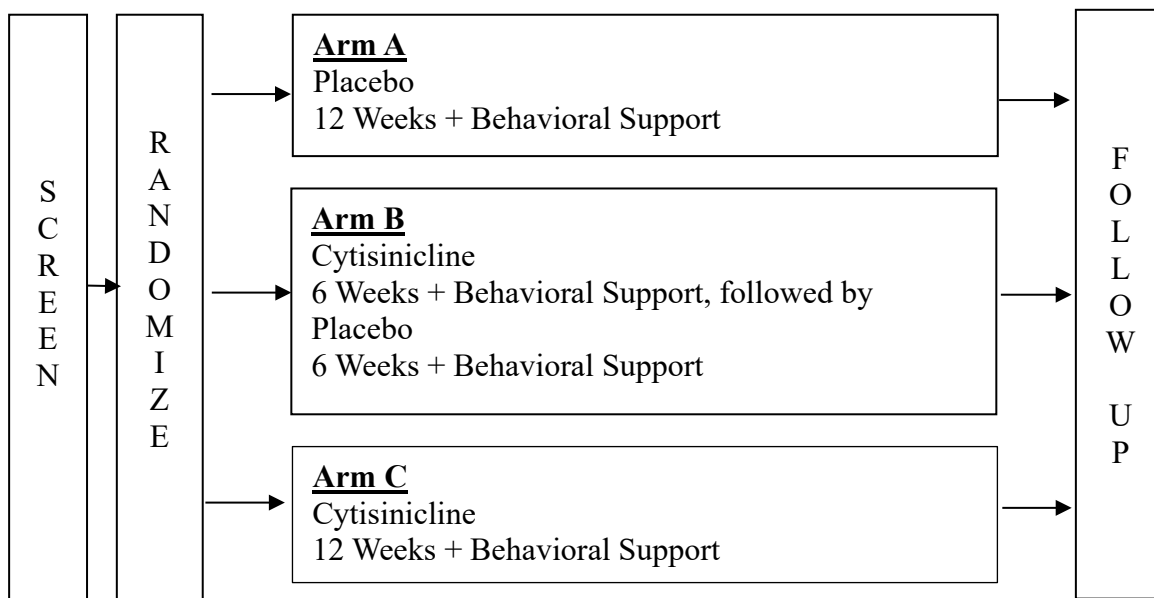 SCREEN
RANDOMIZE
Arm A
Placebo
12 Weeks + Behavioral Support
Arm B
Cytisinicline
6 Weeks + Behavioral Support, followed by
Placebo
6 Weeks + Behavioral Support
Arm C
Cytisinicline
12 Weeks + Behavioral Support
FOLLOW UP